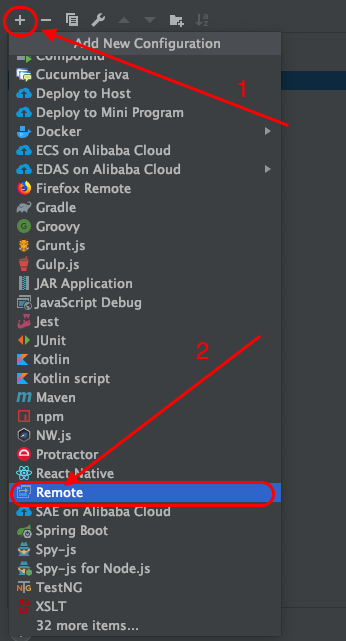 Add New Configuration
Compound
1
Cucumber java
Deploy to Host
Deploy to Mini Program
Docker
ECS on Alibaba Cloud
EDAS on Alibaba Cloud
Firefox Remote
Gradle
Groovy
Grunt.js
Gulp.js
JAR Application
JavaScript Debug
Jest
JUnit
2
Kotlin
Kotlin script
Maven
npm
NW.js
Protractor
React Native
Remote
SAE on Alibaba Cloud
Spring Boot
Spy-js
Spy-js for Node.js
TestNG
XSLT
32 more items...